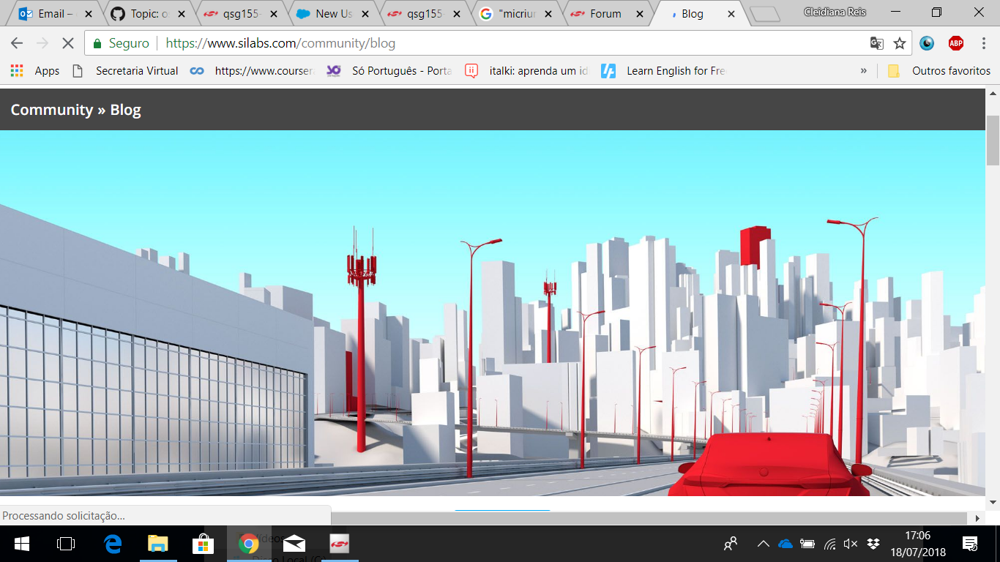 Email –
Topic: o
qsg155-
New Us
qsg155
"micriur
Forum
Blog
Cleidiana Reis
Seguro
https://www.silabs.com/community/blog
ABP
Apps
Secretaria Virtual
https://www.courser
Só Português - Porta
italki: aprenda um id
Learn English for Fre
»
Outros favoritos
Community » Blog
Processando solicitação...
17:06
18/07/2018